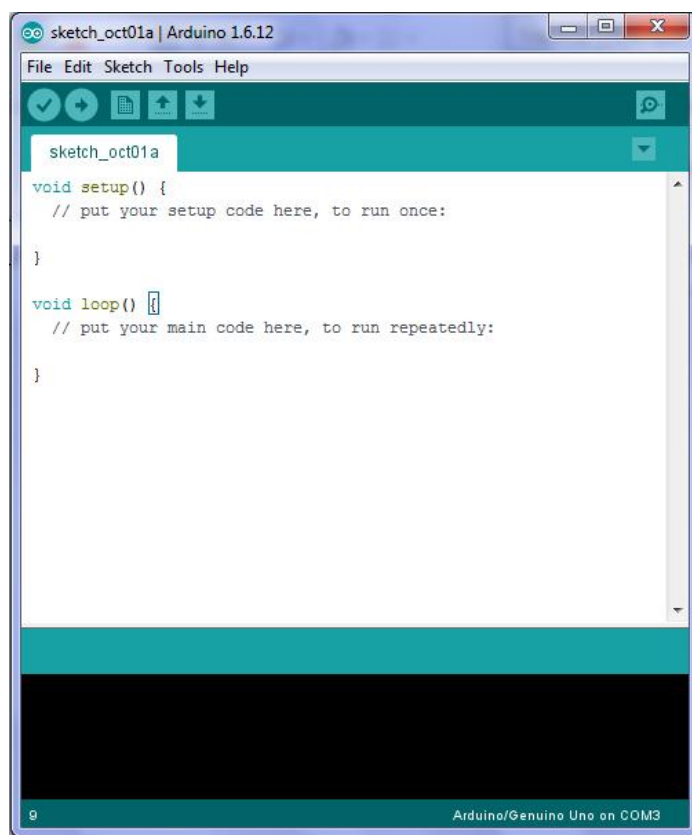 sketch_oct01a | Arduino 1.6.12
File Edit Sketch Tools Help
sketch_oct01a
void setup() {
  // put your setup code here, to run once:
}
void loop() {
  // put your main code here, to run repeatedly:
}
9 Arduino/Genuino Uno on COM3